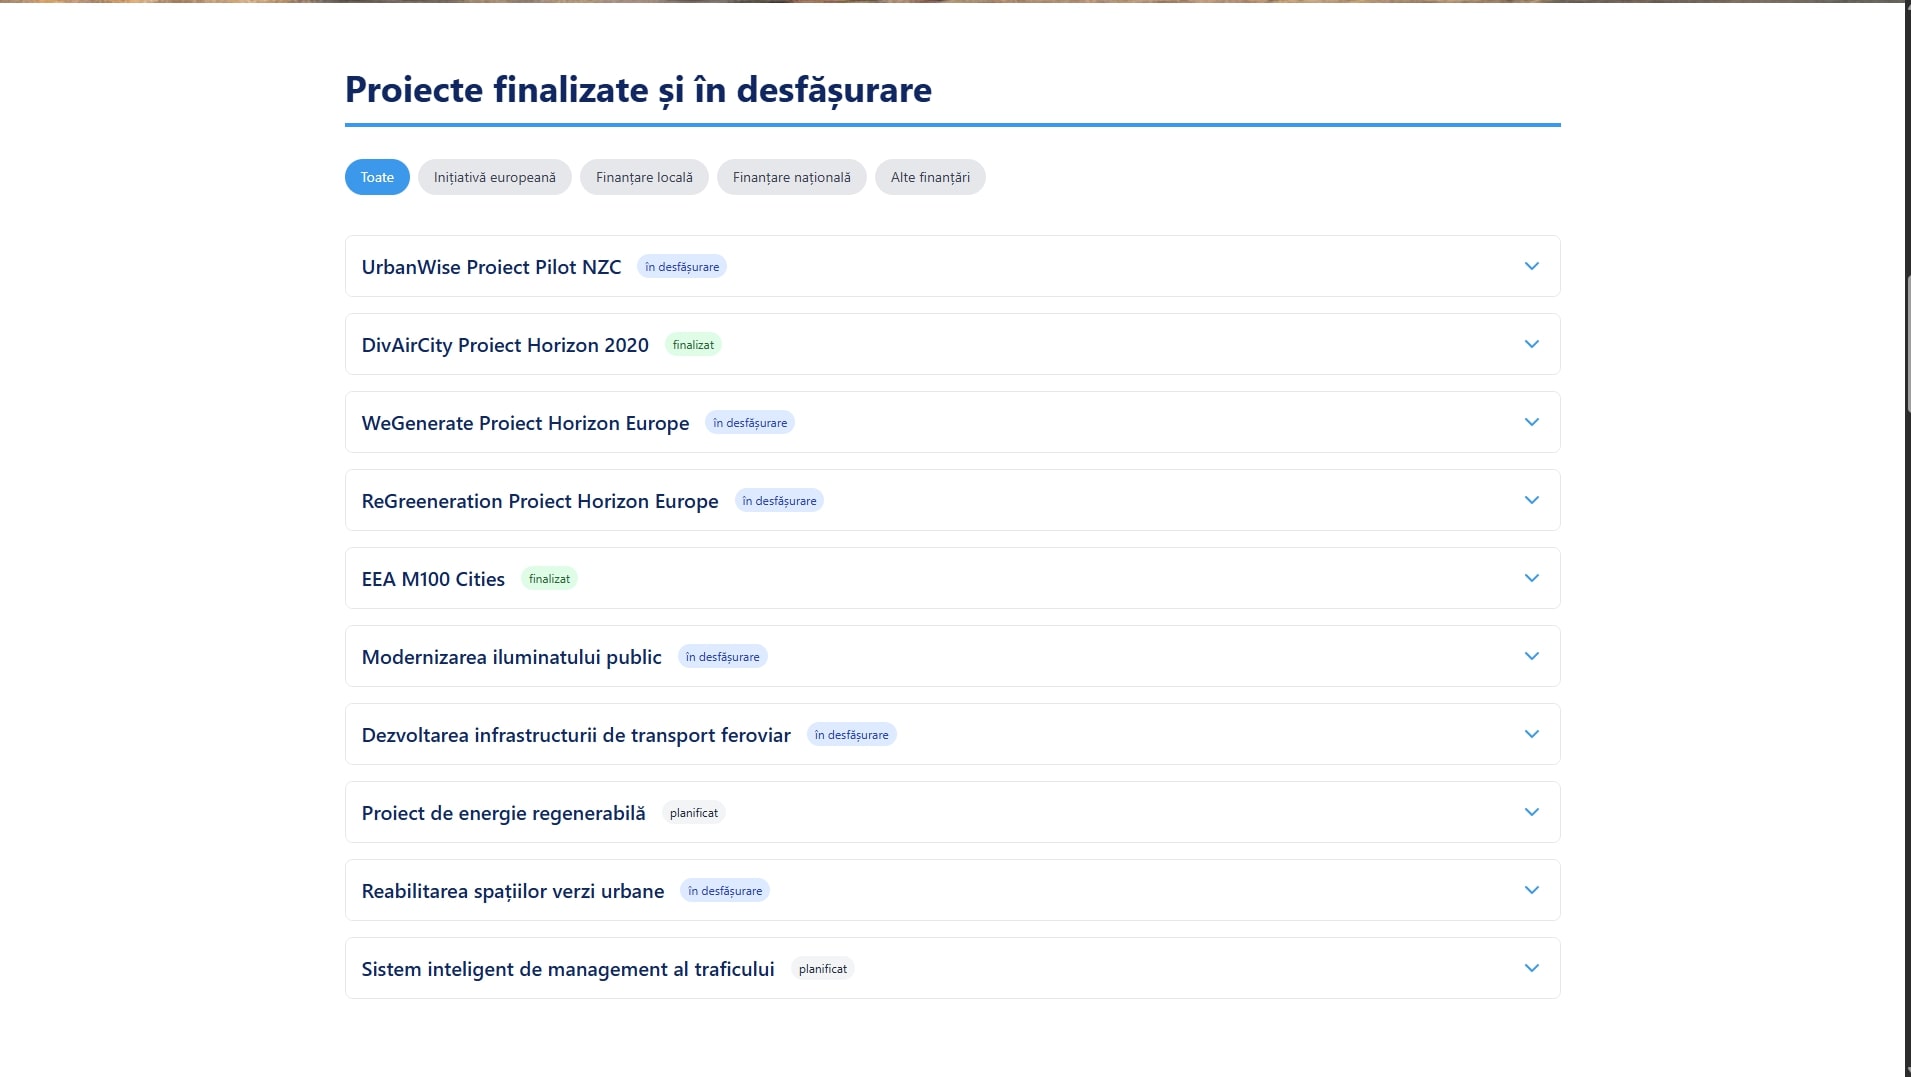 Proiecte finalizate și în desfășurare
Toate Inițiativă europeană Finanțare locală Finanțare națională Alte finanțări
UrbanWise Proiect Pilot NZC în desfășurare
DivAirCity Proiect Horizon 2020 finalizat
WeGenerate Proiect Horizon Europe în desfășurare
ReGreeneration Proiect Horizon Europe în desfășurare
EEA M100 Cities finalizat
Modernizarea iluminatului public în desfășurare
Dezvoltarea infrastructurii de transport feroviar în desfășurare
Proiect de energie regenerabilă planificat
Reabilitarea spațiilor verzi urbane în desfășurare
Sistem inteligent de management al traficului planificat